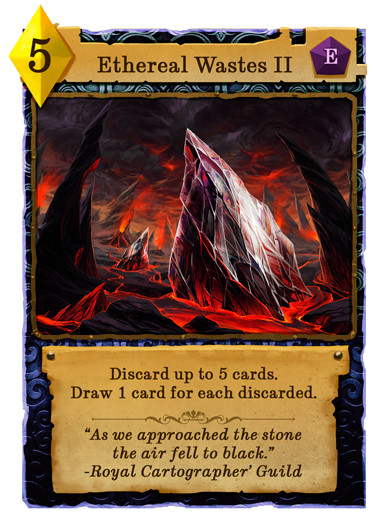 5
Ethereal Wastes II
E
Discard up to 5 cards.
Draw 1 card for each discarded.
“As we approached the stone
the air fell to black.”
-Royal Cartographer’ Guild